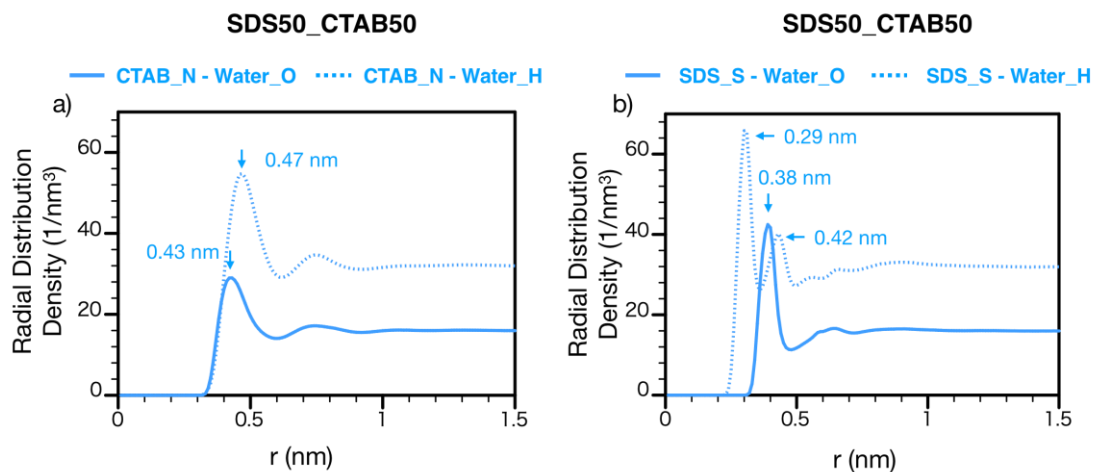 SDS50_CTAB50
CTAB_N - Water_O CTAB_N - Water_H
a)
Radial Distribution
Density (1/nm³)
60
40
20
0
0.47 nm
0.43 nm
0 0.5 1 1.5
r (nm)
SDS50_CTAB50
SDS_S - Water_O SDS_S - Water_H
b)
Radial Distribution
Density (1/nm³)
60
40
20
0
0.29 nm
0.38 nm
0.42 nm
0 0.5 1 1.5
r (nm)